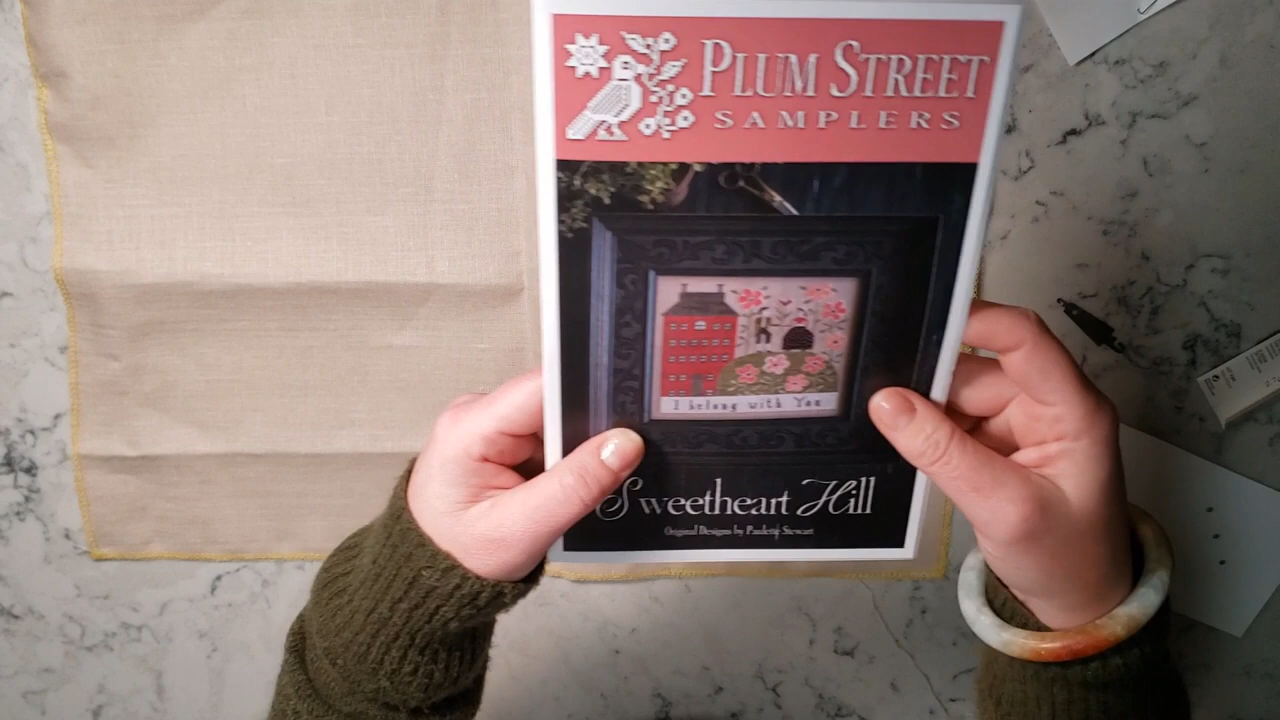 PLUM STREET
SAMPLERS
I belong with You
Sweetheart Hill
Original Designs by Paulette Stewart